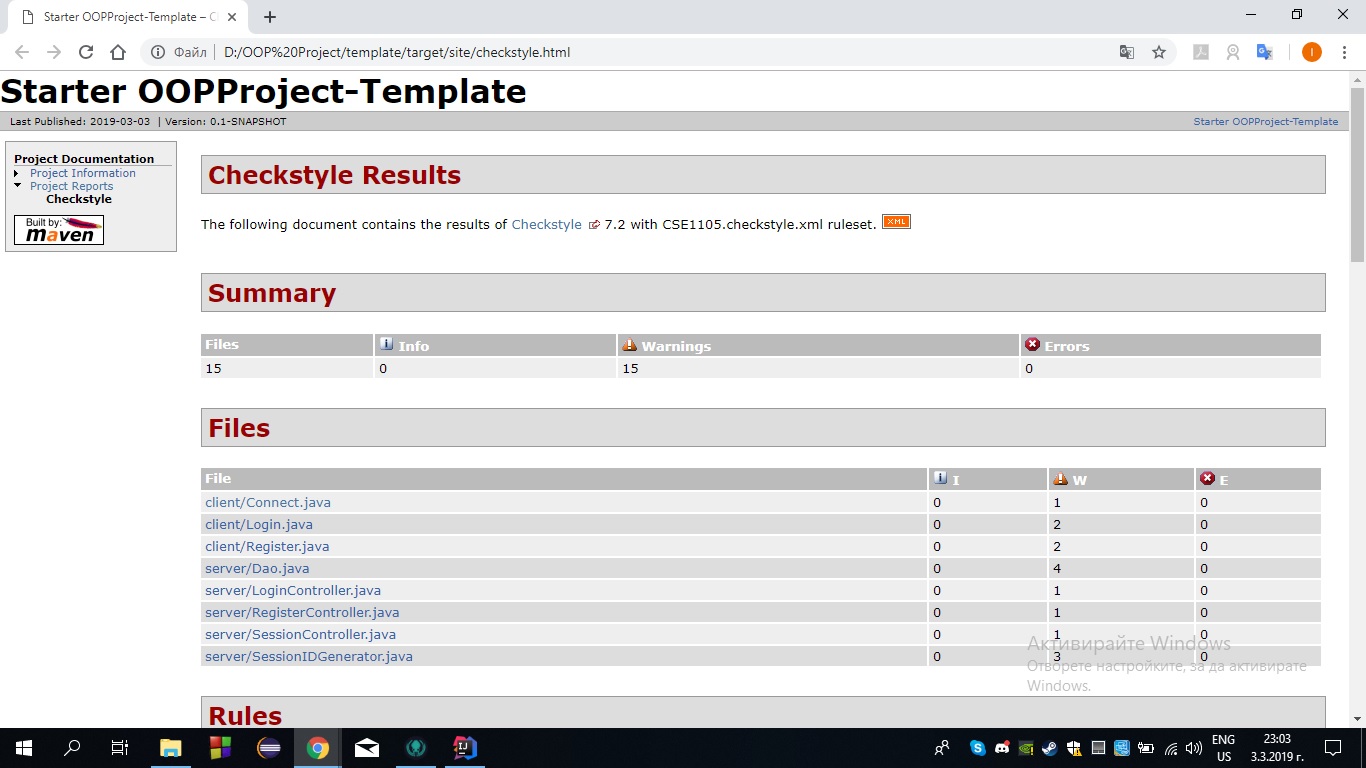 Starter OOPProject-Template – C
Файл D:/OOP%20Project/template/target/site/checkstyle.html
I
Starter OOPProject-Template
Last Published: 2019-03-03 | Version: 0.1-SNAPSHOT
Starter OOPProject-Template
Project Documentation
Project Information
Project Reports
Checkstyle
Built by:
maven
Checkstyle Results
The following document contains the results of Checkstyle 7.2 with CSE1105.checkstyle.xml ruleset. XML
Summary
Files Info Warnings Errors
15 0 15 0
Files
File I W E
client/Connect.java 0 1 0
client/Login.java 0 2 0
client/Register.java 0 2 0
server/Dao.java 0 4 0
server/LoginController.java 0 1 0
server/RegisterController.java 0 1 0
server/SessionController.java 0 1 0
server/SessionIDGenerator.java 0 3 0
Активирайте Windows
Отворете настройките, за да активирате
Windows.
Rules
ENG
US
23:03
3.3.2019 г.